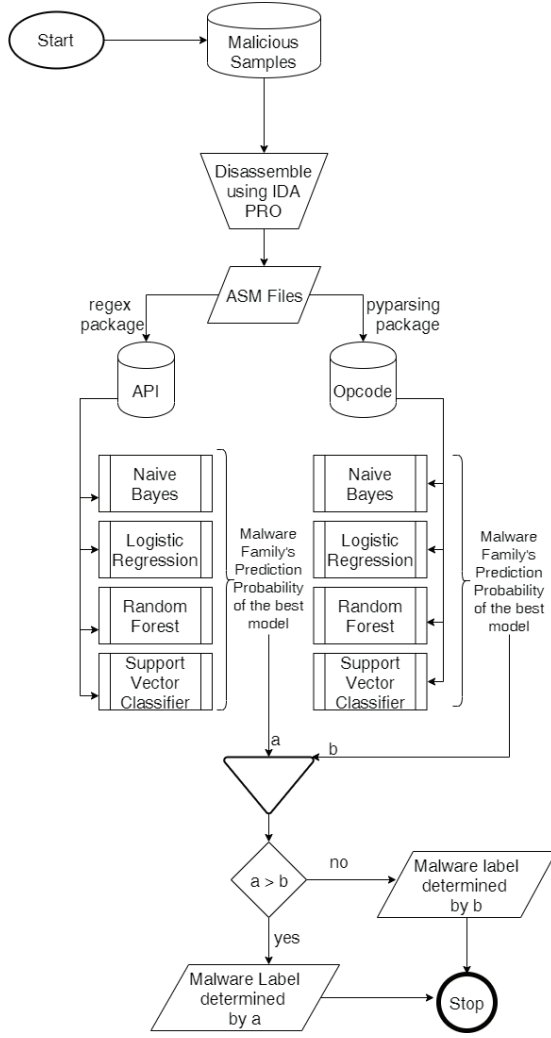 Start
Malicious
Samples
Disassemble
using IDA
PRO
ASM Files
regex
package
pyparsing
package
API
Opcode
Naive
Bayes
Logistic
Regression
Random
Forest
Support
Vector
Classifier
Malware
Family's
Prediction
Probability
of the best
model
Naive
Bayes
Logistic
Regression
Random
Forest
Support
Vector
Classifier
Malware
Family's
Prediction
Probability
of the best
model
a
b
a > b
no
Malware label
determined
by b
yes
Malware Label
determined
by a
Stop